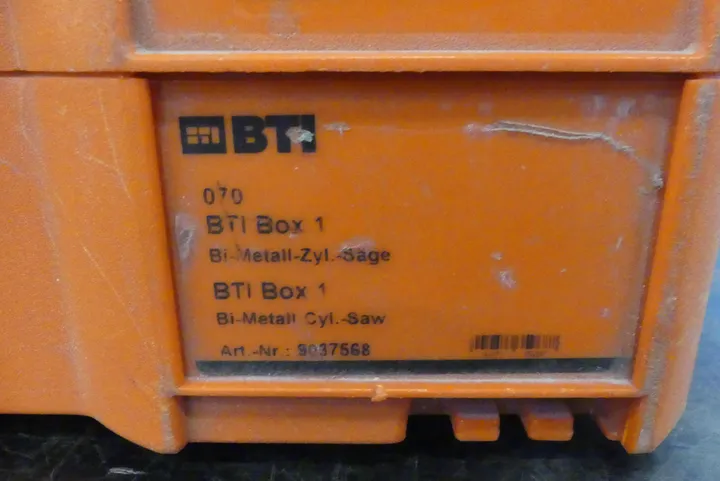 BTI
070
BTI Box 1
Bi-Metall-Zyl.-Säge
BTI Box 1
Bi-Metall Cyl.-Saw
Art.-Nr.: 9037568